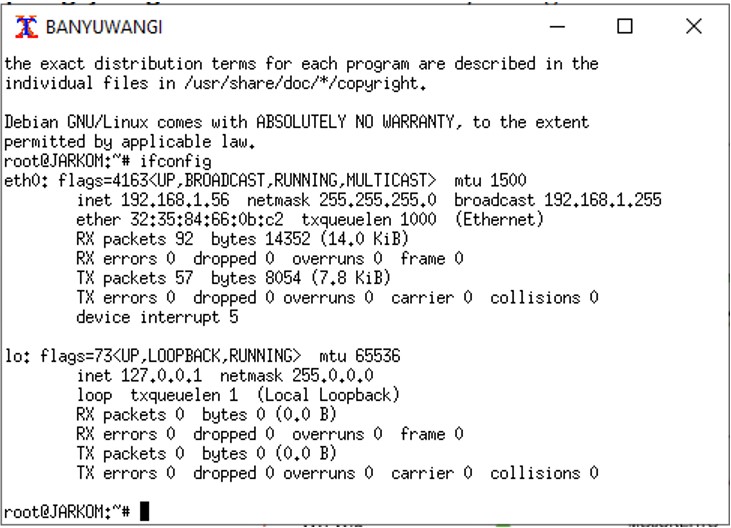 BANYUWANGI
the exact distribution terms for each program are described in the
individual files in /usr/share/doc/*/copyright.
Debian GNU/Linux comes with ABSOLUTELY NO WARRANTY, to the extent
permitted by applicable law.
root@JARKOM:~# ifconfig
eth0: flags=4163<UP,BROADCAST,RUNNING,MULTICAST>  mtu 1500
        inet 192.168.1.56  netmask 255.255.255.0  broadcast 192.168.1.255
        ether 32:35:84:66:0b:c2  txqueuelen 1000  (Ethernet)
        RX packets 92  bytes 14352 (14.0 KiB)
        RX errors 0  dropped 0  overruns 0  frame 0
        TX packets 57  bytes 8054 (7.8 KiB)
        TX errors 0  dropped 0 overruns 0  carrier 0  collisions 0
        device interrupt 5
lo: flags=73<UP,LOOPBACK,RUNNING>  mtu 65536
        inet 127.0.0.1  netmask 255.0.0.0
        loop  txqueuelen 1  (Local Loopback)
        RX packets 0  bytes 0 (0.0 B)
        RX errors 0  dropped 0  overruns 0  frame 0
        TX packets 0  bytes 0 (0.0 B)
        TX errors 0  dropped 0 overruns 0  carrier 0  collisions 0
root@JARKOM:~#